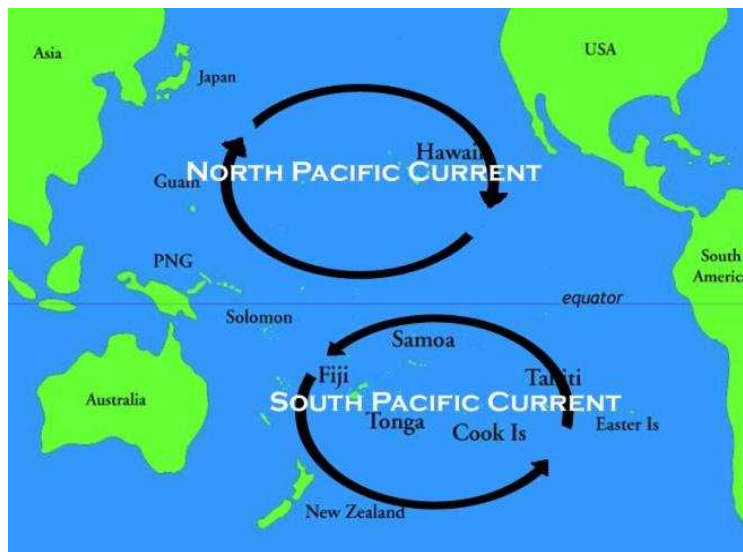 Asia
USA
Japan
Hawaii
NORTH PACIFIC CURRENT
Guam
PNG
South
America
equator
Solomon
Samoa
Fiji
Tahiti
Australia
SOUTH PACIFIC CURRENT
Tonga
Cook Is
Easter Is
New Zealand